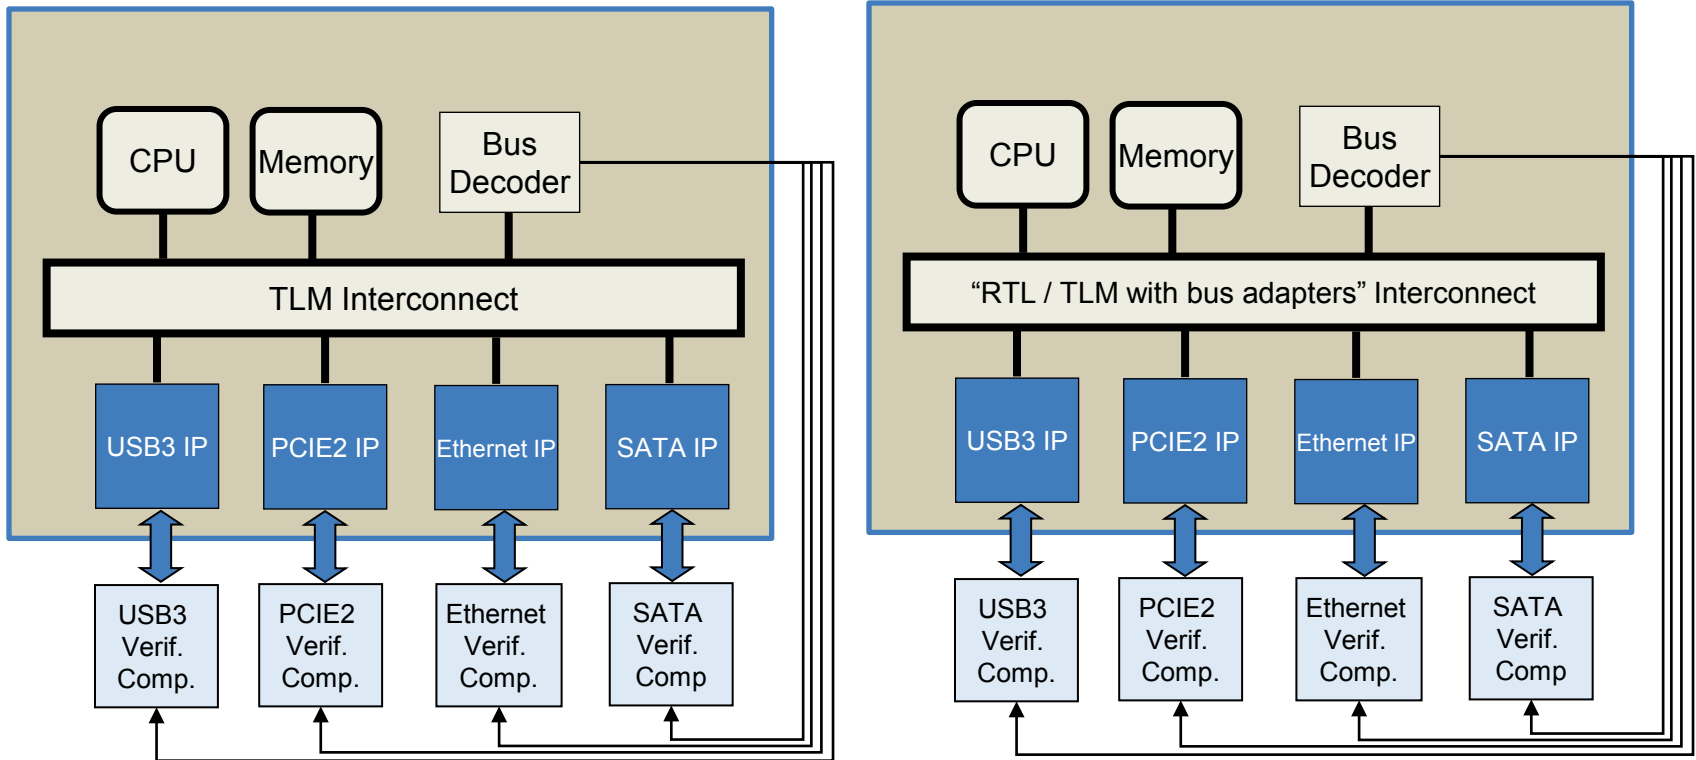 CPU
Memory
Bus
Decoder
TLM Interconnect
USB3 IP
PCIE2 IP
Ethernet IP
SATA IP
USB3
Verif.
Comp.
PCIE2
Verif.
Comp.
Ethernet
Verif.
Comp.
SATA
Verif.
Comp
CPU
Memory
Bus
Decoder
“RTL / TLM with bus adapters” Interconnect
USB3 IP
PCIE2 IP
Ethernet IP
SATA IP
USB3
Verif.
Comp.
PCIE2
Verif.
Comp.
Ethernet
Verif.
Comp.
SATA
Verif.
Comp